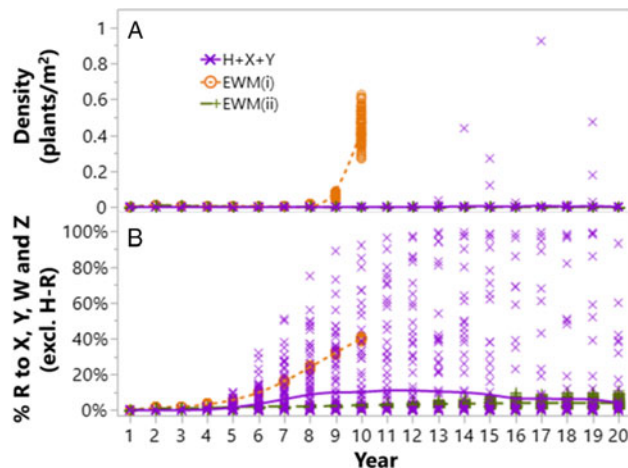 A
1
0.8
0.6
0.4
0.2
0
Density
(plants/m²)
H+X+Y
EWM(i)
EWM(ii)
B
100%
80%
60%
40%
20%
0%
% R to X, Y, W and Z
(excl. H-R)
1 2 3 4 5 6 7 8 9 10 11 12 13 14 15 16 17 18 19 20
Year